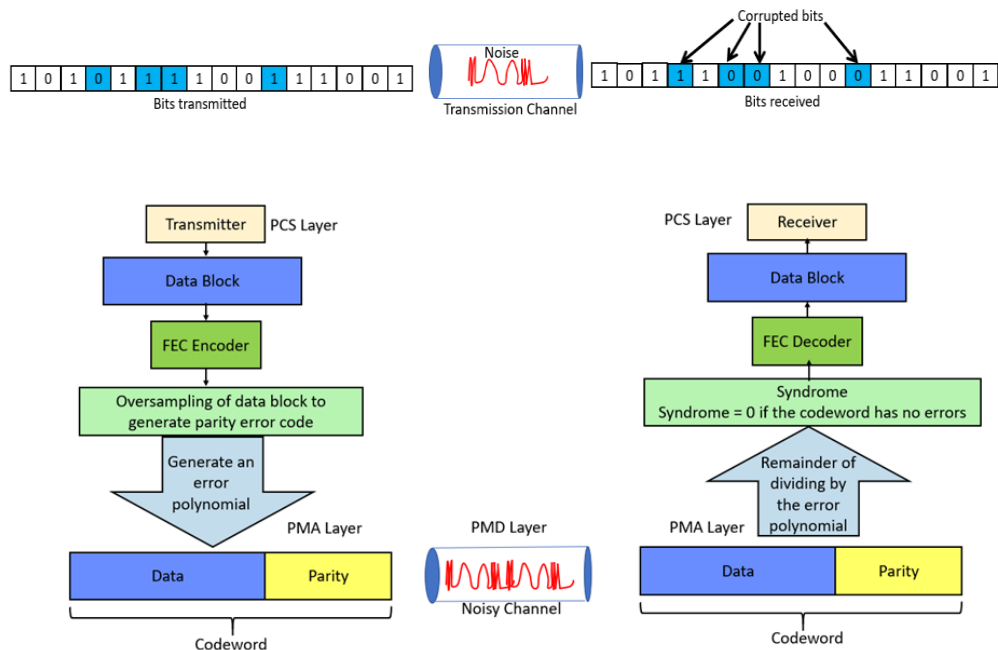 Corrupted bits
Noise
1 0 1 0 1 1 1 1 0 0 1 1 1 0 0 1
1 0 1 1 1 0 0 1 0 0 0 1 1 0 0 1
Bits transmitted
Transmission Channel
Bits received
Transmitter
PCS Layer
Data Block
FEC Encoder
Oversampling of data block to
generate parity error code
Generate an
error
polynomial
PMA Layer
Data
Parity
Codeword
PMD Layer
Noisy Channel
PCS Layer
Receiver
Data Block
FEC Decoder
Syndrome
Syndrome = 0 if the codeword has no errors
Remainder of
dividing by
the error
polynomial
PMA Layer
Data
Parity
Codeword